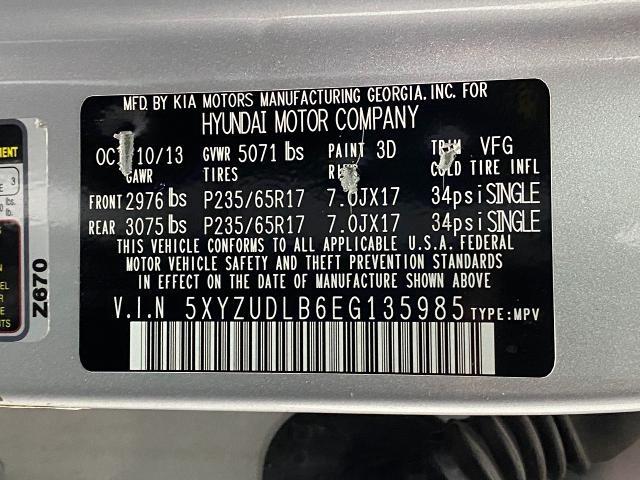 MFD. BY KIA MOTORS MANUFACTURING GEORGIA. INC. FOR
HYUNDAI MOTOR COMPANY
OCT 10/13 GVWR 5071 lbs PAINT 3D TRIM VFG
GAWR TIRES COLD TIRE INFL
FRONT 2976 lbs P235/65R17 7.0JX17 34psi SINGLE
REAR 3075 lbs P235/65R17 7.0JX17 34psi SINGLE
THIS VEHICLE CONFORMS TO ALL APPLICABLE U.S.A. FEDERAL
MOTOR VEHICLE SAFETY AND THEFT PREVENTION STANDARDS
IN EFFECT ON THE DATE OF MANUFACTURE SHOWN ABOVE
V.I.N 5XYZUDLB6EG135985 TYPE:MPV
Z670